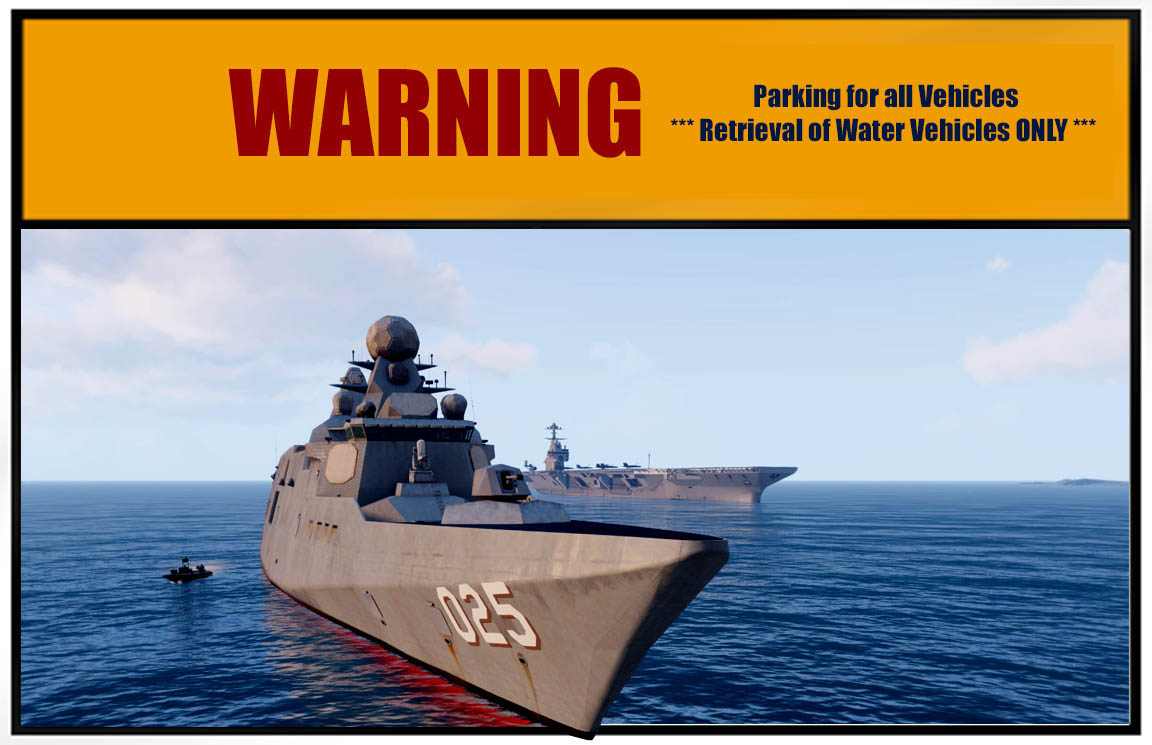 WARNING
Parking for all Vehicles
*** Retrieval of Water Vehicles ONLY ***
025